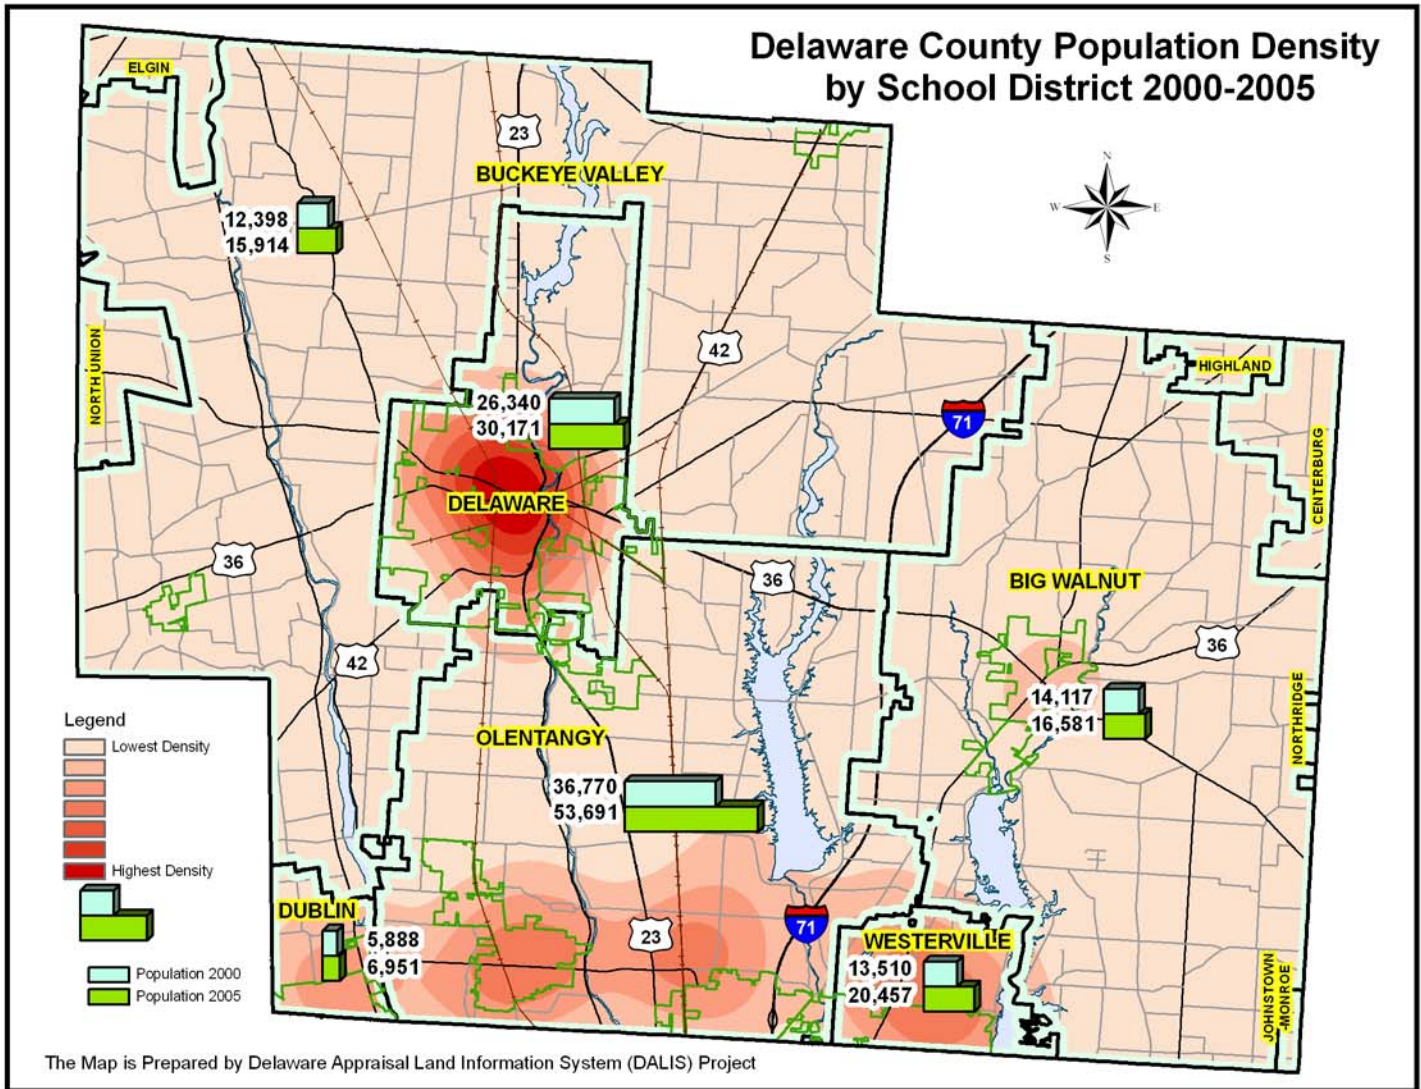 Delaware County Population Density
by School District 2000-2005
ELGIN
23
BUCKEYE VALLEY
N
W
E
S
12,398
15,914
NORTH UNION
42
HIGHLAND
26,340
30,171
71
CENTERBURG
DELAWARE
36
36
BIG WALNUT
42
36
14,117
16,581
NORTHRIDGE
OLENTANGY
36,770
53,691
Legend
Lowest Density
Highest Density
Population 2000
Population 2005
DUBLIN
5,888
6,951
23
71
WESTERVILLE
13,510
20,457
JOHNSTOWN
-MONROE
The Map is Prepared by Delaware Appraisal Land Information System (DALIS) Project